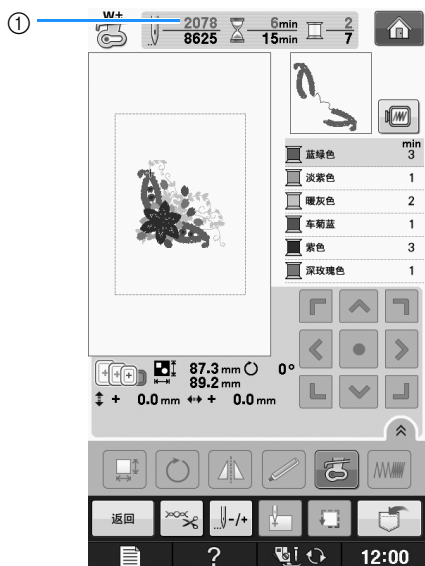 ①
W+
2078 6min 2
8625 15min 7
min
蓝绿色 3
淡紫色 1
暖灰色 2
车菊蓝 1
紫色 3
深玫瑰色 1
87.3 mm 0°
89.2 mm
+ 0.0 mm + 0.0 mm
返回 -/+
? 12:00